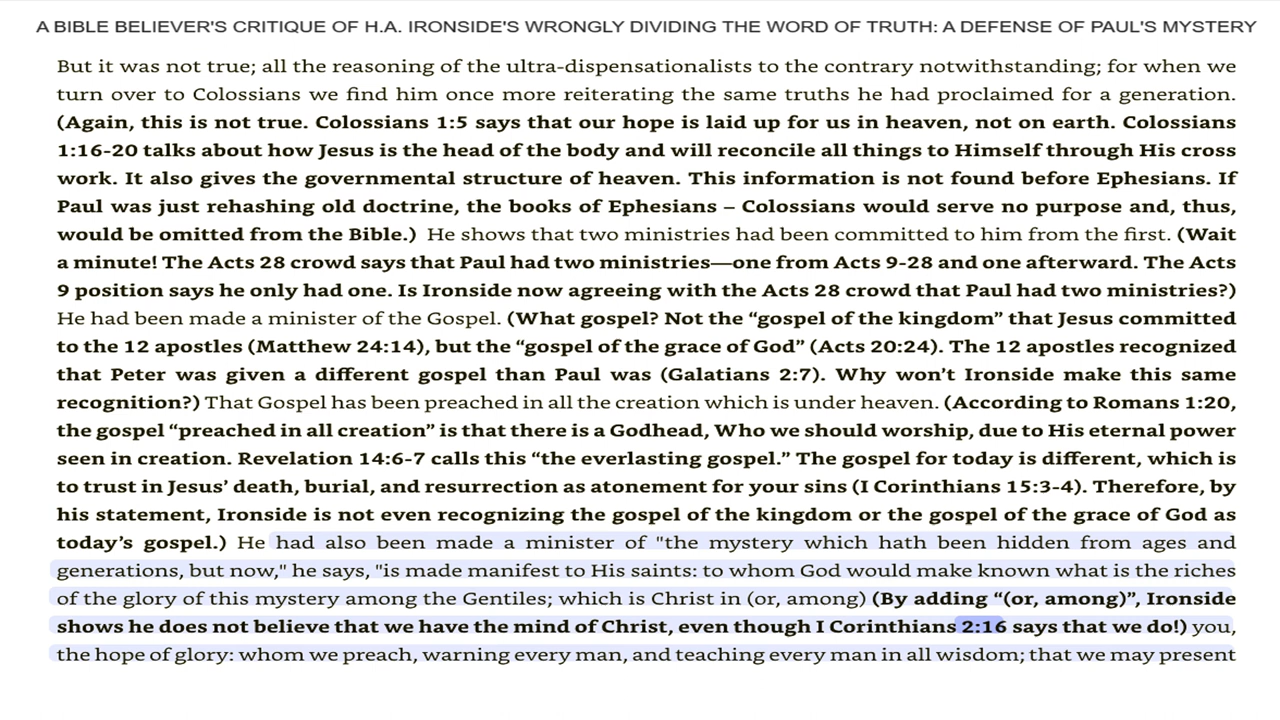 A BIBLE BELIEVER'S CRITIQUE OF H.A. IRONSIDE'S WRONGLY DIVIDING THE WORD OF TRUTH: A DEFENSE OF PAUL'S MYSTERY
But it was not true; all the reasoning of the ultra-dispensationalists to the contrary notwithstanding; for when we
turn over to Colossians we find him once more reiterating the same truths he had proclaimed for a generation.
(Again, this is not true. Colossians 1:5 says that our hope is laid up for us in heaven, not on earth. Colossians
1:16-20 talks about how Jesus is the head of the body and will reconcile all things to Himself through His cross
work. It also gives the governmental structure of heaven. This information is not found before Ephesians. If
Paul was just rehashing old doctrine, the books of Ephesians – Colossians would serve no purpose and, thus,
would be omitted from the Bible.) He shows that two ministries had been committed to him from the first. (Wait
a minute! The Acts 28 crowd says that Paul had two ministries—one from Acts 9-28 and one afterward. The Acts
9 position says he only had one. Is Ironside now agreeing with the Acts 28 crowd that Paul had two ministries?)
He had been made a minister of the Gospel. (What gospel? Not the “gospel of the kingdom” that Jesus committed
to the 12 apostles (Matthew 24:14), but the “gospel of the grace of God” (Acts 20:24). The 12 apostles recognized
that Peter was given a different gospel than Paul was (Galatians 2:7). Why won’t Ironside make this same
recognition?) That Gospel has been preached in all the creation which is under heaven. (According to Romans 1:20,
the gospel “preached in all creation” is that there is a Godhead, Who we should worship, due to His eternal power
seen in creation. Revelation 14:6-7 calls this “the everlasting gospel.” The gospel for today is different, which is
to trust in Jesus’ death, burial, and resurrection as atonement for your sins (I Corinthians 15:3-4). Therefore, by
his statement, Ironside is not even recognizing the gospel of the kingdom or the gospel of the grace of God as
today’s gospel.) He had also been made a minister of "the mystery which hath been hidden from ages and
generations, but now," he says, "is made manifest to His saints: to whom God would make known what is the riches
of the glory of this mystery among the Gentiles; which is Christ in (or, among) (By adding “(or, among)”, Ironside
shows he does not believe that we have the mind of Christ, even though I Corinthians 2:16 says that we do!) you,
the hope of glory: whom we preach, warning every man, and teaching every man in all wisdom; that we may present